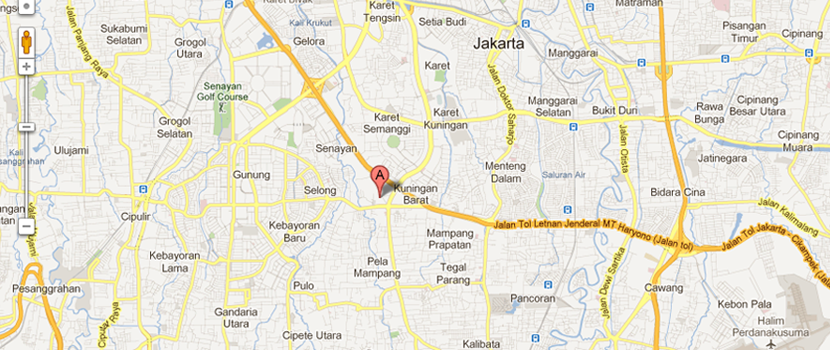 Karet Bivak
Kali Krukut
Karet
Tengsin
Setia Budi
Matraman
Sukabumi
Selatan
Grogol
Utara
Gelora
Jakarta
Manggarai
Pisangan
Timur
Cipinang
Jalan Panjang Raya
Karet
Senayan
Golf Course
Jalan Doktor Saharjo
Manggarai
Selatan
Bukit Duri
Rawa
Bunga
Cipinang
Besar Utara
Grogol
Selatan
Karet
Semanggi
Karet
Kuningan
Cipinang
Muara
Kali
Pesanggrahan
Ulujami
Senayan
Jalan Otista
Jatinegara
A
Menteng
Dalam
Saluran Air
Gunung
Selong
Kuningan
Barat
Bidara Cina
Cipulir
Kebayoran
Baru
Jalan Kalimalang
Jalan Tol Letnan Jenderal MT Haryono (Jalan tol)
Jalan Tol Jakarta - Cikampek (Jalan tol)
Mampang
Prapatan
Kebayoran
Lama
Pela
Mampang
Tegal
Parang
Jalan Dewi Sartika
Pesanggrahan
Pulo
Pancoran
Cawang
Ciputat Raya
Gandaria
Utara
Cipete Utara
Kalibata
Kebon Pala
Halim
Perdanakusuma